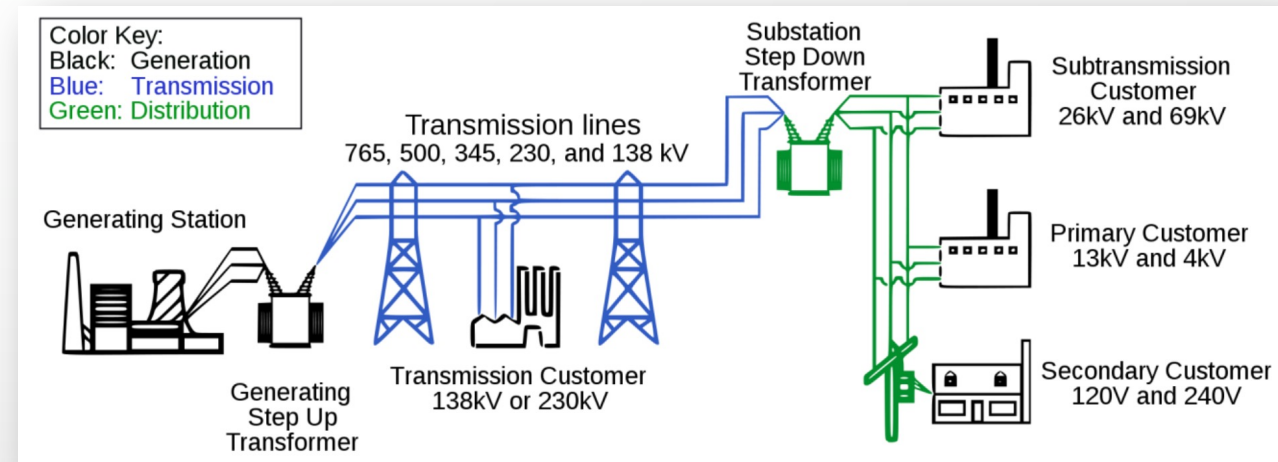 Color Key:
Black: Generation
Blue: Transmission
Green: Distribution
Substation
Step Down
Transformer
Subtransmission
Customer
26kV and 69kV
Transmission lines
765, 500, 345, 230, and 138 kV
Generating Station
Primary Customer
13kV and 4kV
Generating
Step Up
Transformer
Transmission Customer
138kV or 230kV
Secondary Customer
120V and 240V